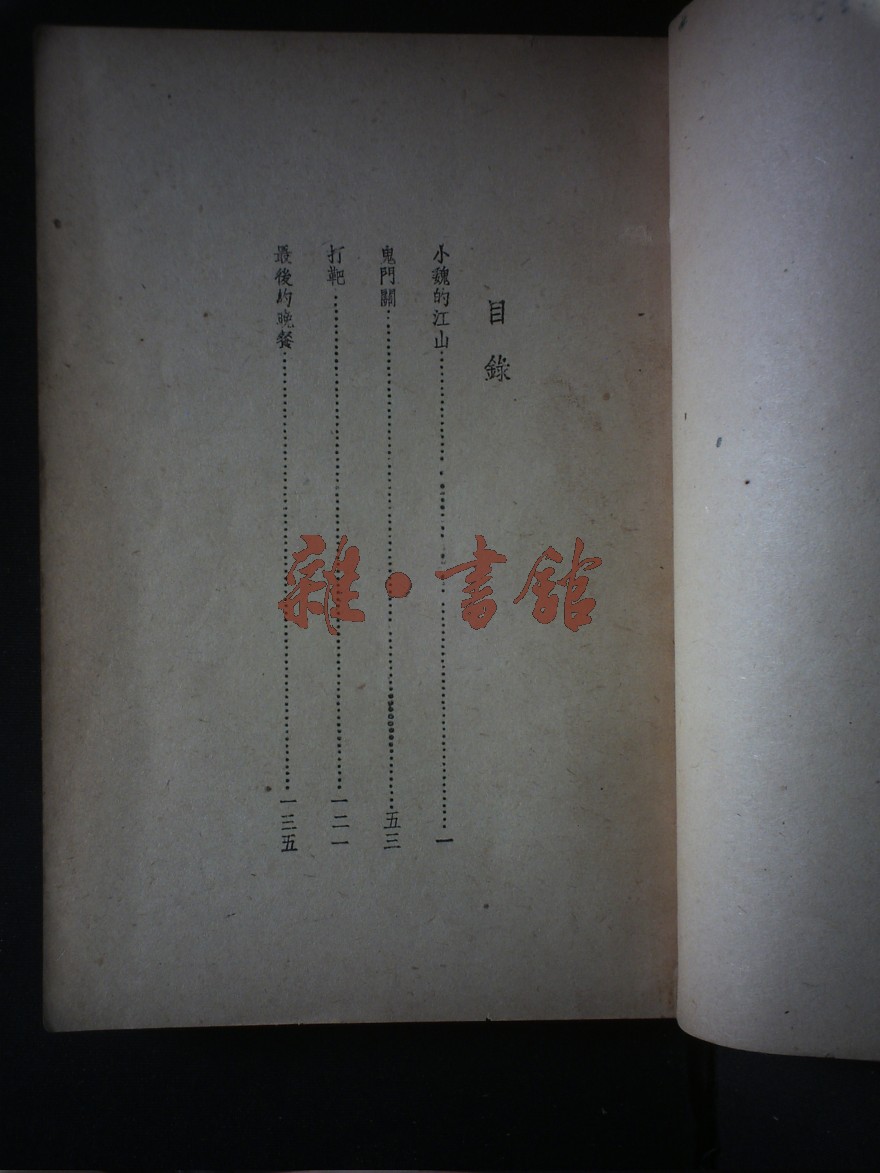 目錄
小魏的江山……一
鬼門關……五三
打靶……一二一
最後的晚餐……一三五
雜·書館